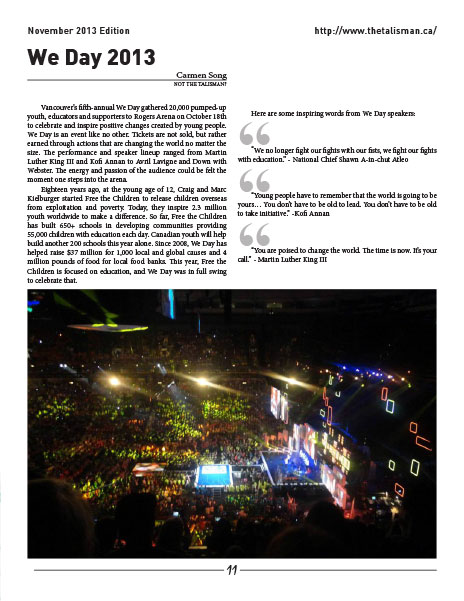 November 2013 Edition
http://www.thetalisman.ca/
We Day 2013
Carmen Song
NOT THE TALISMAN?
Vancouver's fifth-annual We Day gathered 20,000 pumped-up
youth, educators and supporters to Rogers Arena on October 18th
to celebrate and inspire positive changes created by young people.
We Day is an event like no other. Tickets are not sold, but rather
earned through actions that are changing the world no matter the
size. The performance and speaker lineup ranged from Martin
Luther King III and Kofi Annan to Avril Lavigne and Down with
Webster. The energy and passion of the audience could be felt the
moment one steps into the arena.
Eighteen years ago, at the young age of 12, Craig and Marc
Kielburger started Free the Children to release children overseas
from exploitation and poverty. Today, they inspire 2.3 million
youth worldwide to make a difference. So far, Free the Children
has built 650+ schools in developing communities providing
55,000 children with education each day. Canadian youth will help
build another 200 schools this year alone. Since 2008, We Day has
helped raise $37 million for 1,000 local and global causes and 4
million pounds of food for local food banks. This year, Free the
Children is focused on education, and We Day was in full swing
to celebrate that.
Here are some inspiring words from We Day speakers:
“
“We no longer fight our fights with our fists, we fight our fights
with education.” - National Chief Shawn A-in-chut Atleo
“
“Young people have to remember that the world is going to be
yours… You don't have to be old to lead. You don't have to be old
to take initiative.” -Kofi Annan
“
“You are poised to change the world. The time is now. It's your
call.” - Martin Luther King III
11